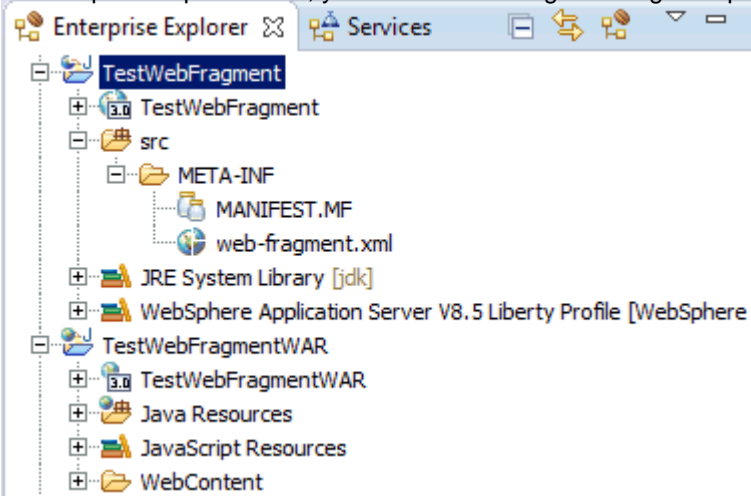 Enterprise Explorer Services
TestWebFragment
3.0 TestWebFragment
src
META-INF
MANIFEST.MF
web-fragment.xml
JRE System Library [jdk]
WebSphere Application Server V8.5 Liberty Profile [WebSphere
TestWebFragmentWAR
3.0 TestWebFragmentWAR
Java Resources
JavaScript Resources
WebContent